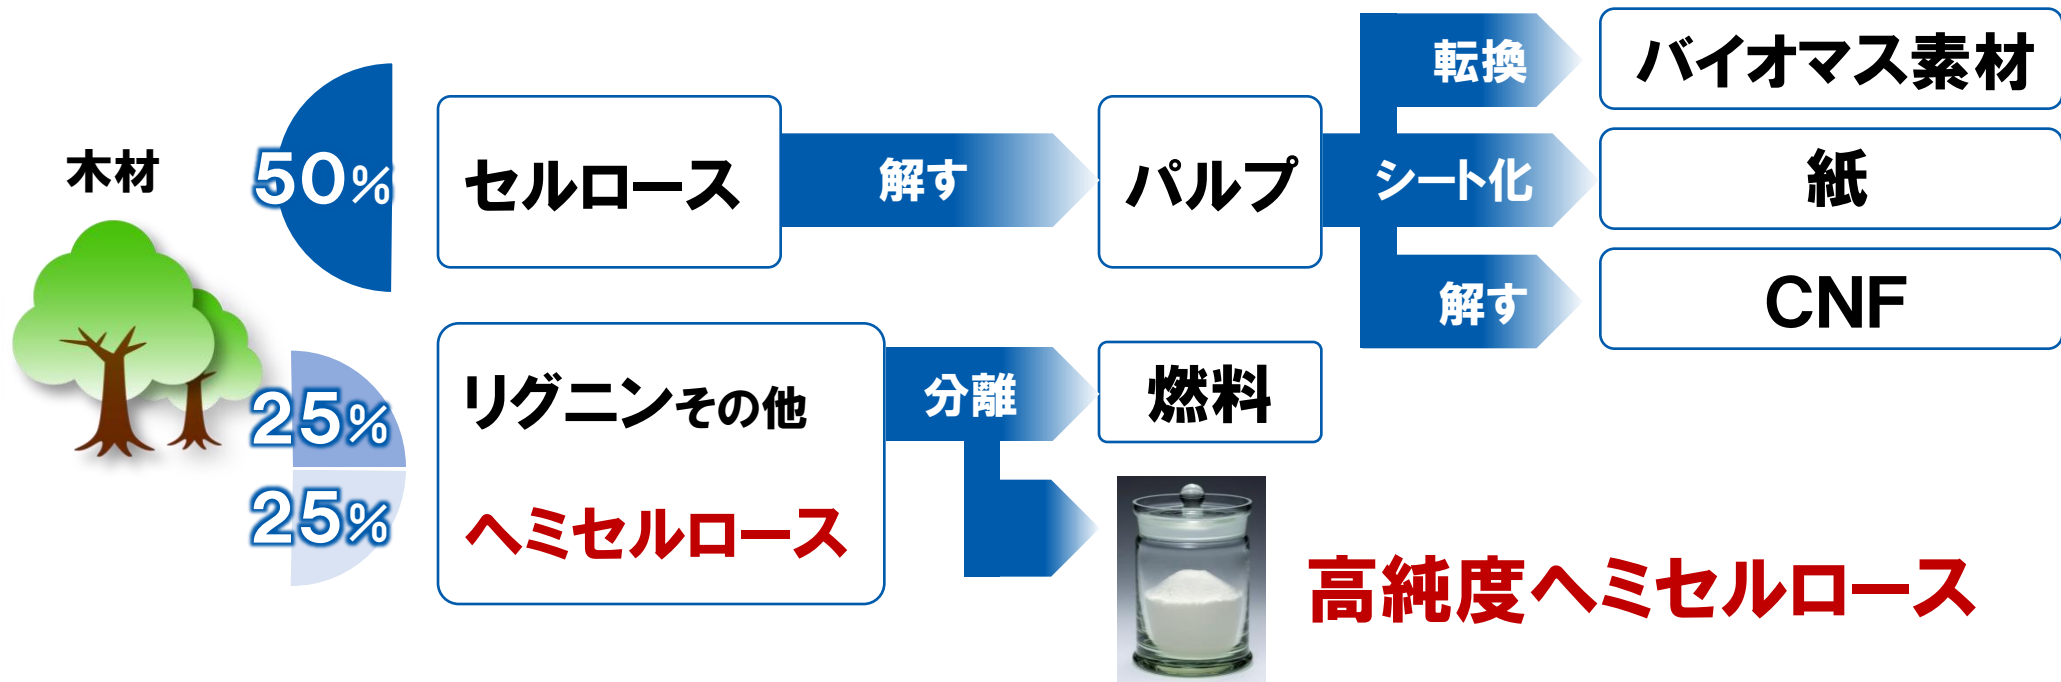 木材
50%
セルロース
解す
パルプ
転換
バイオマス素材
シート化
紙
解す
CNF
25%
リグニンその他
分離
燃料
25%
ヘミセルロース
高純度ヘミセルロース